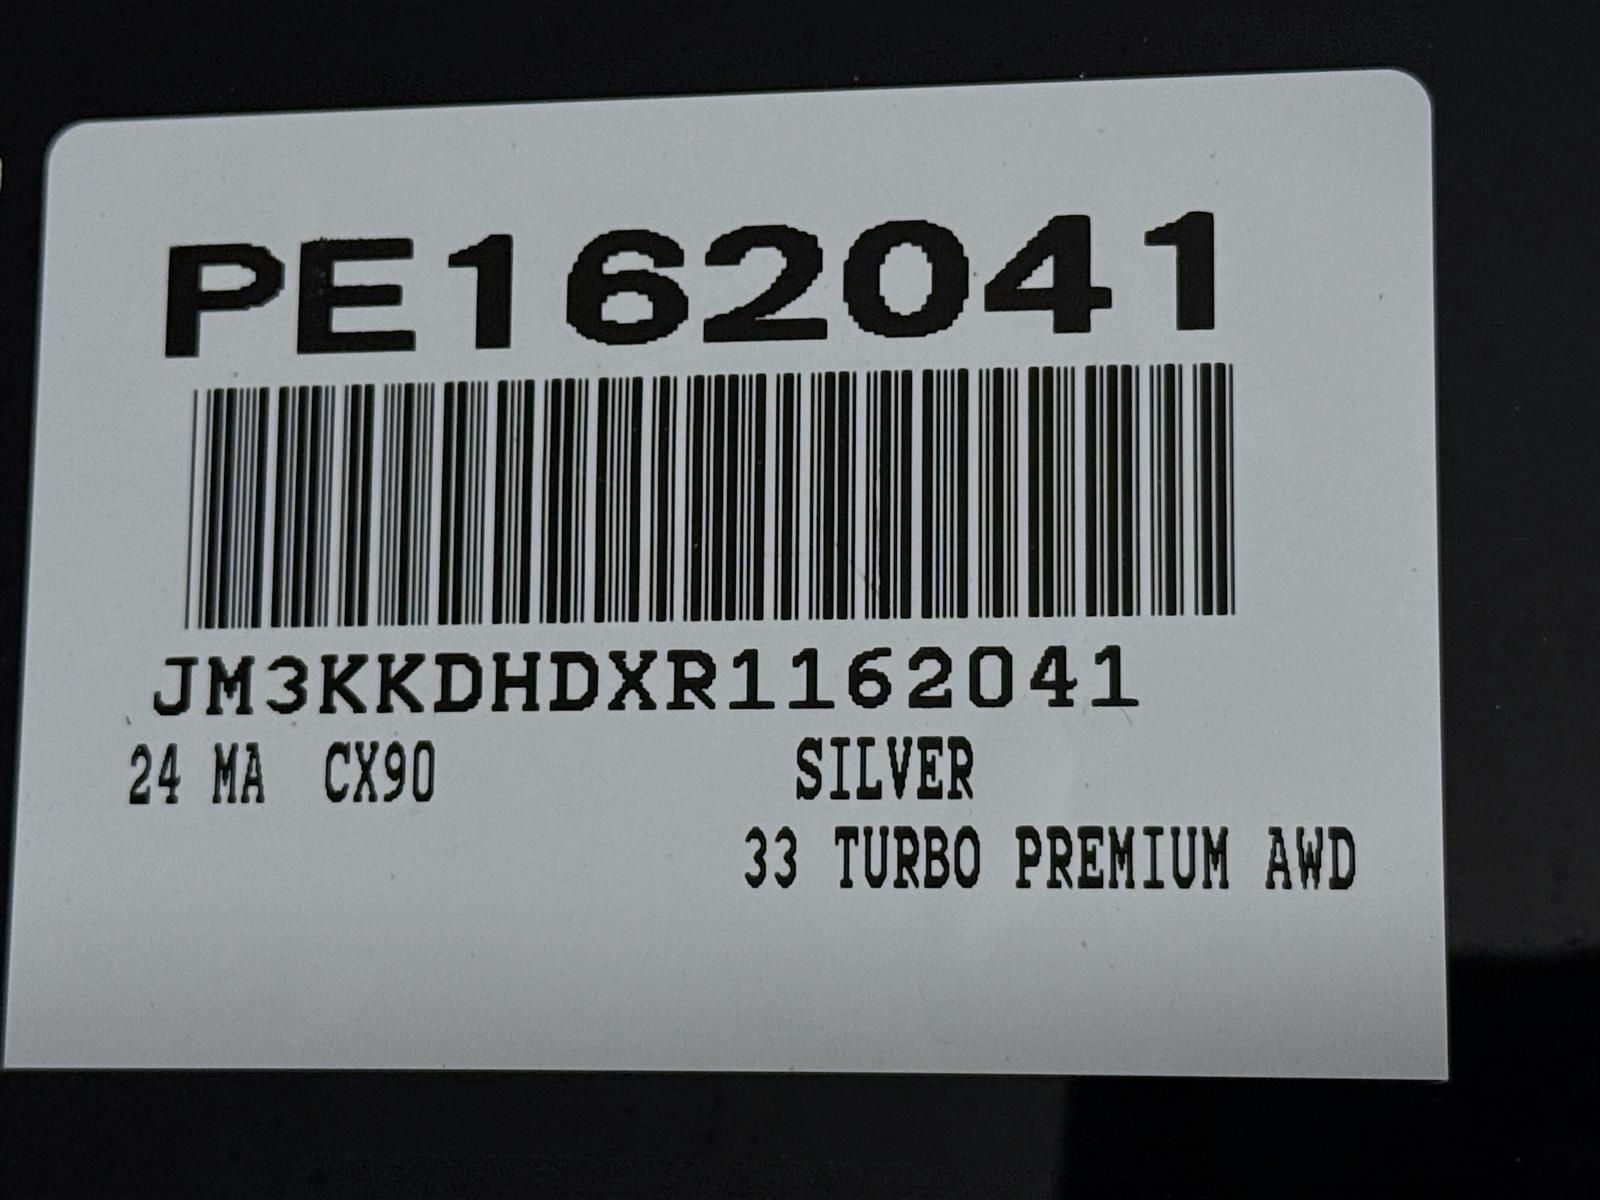 PE162041
JM3KKDHDXR1162041
24 MA CX90 SILVER
33 TURBO PREMIUM AWD